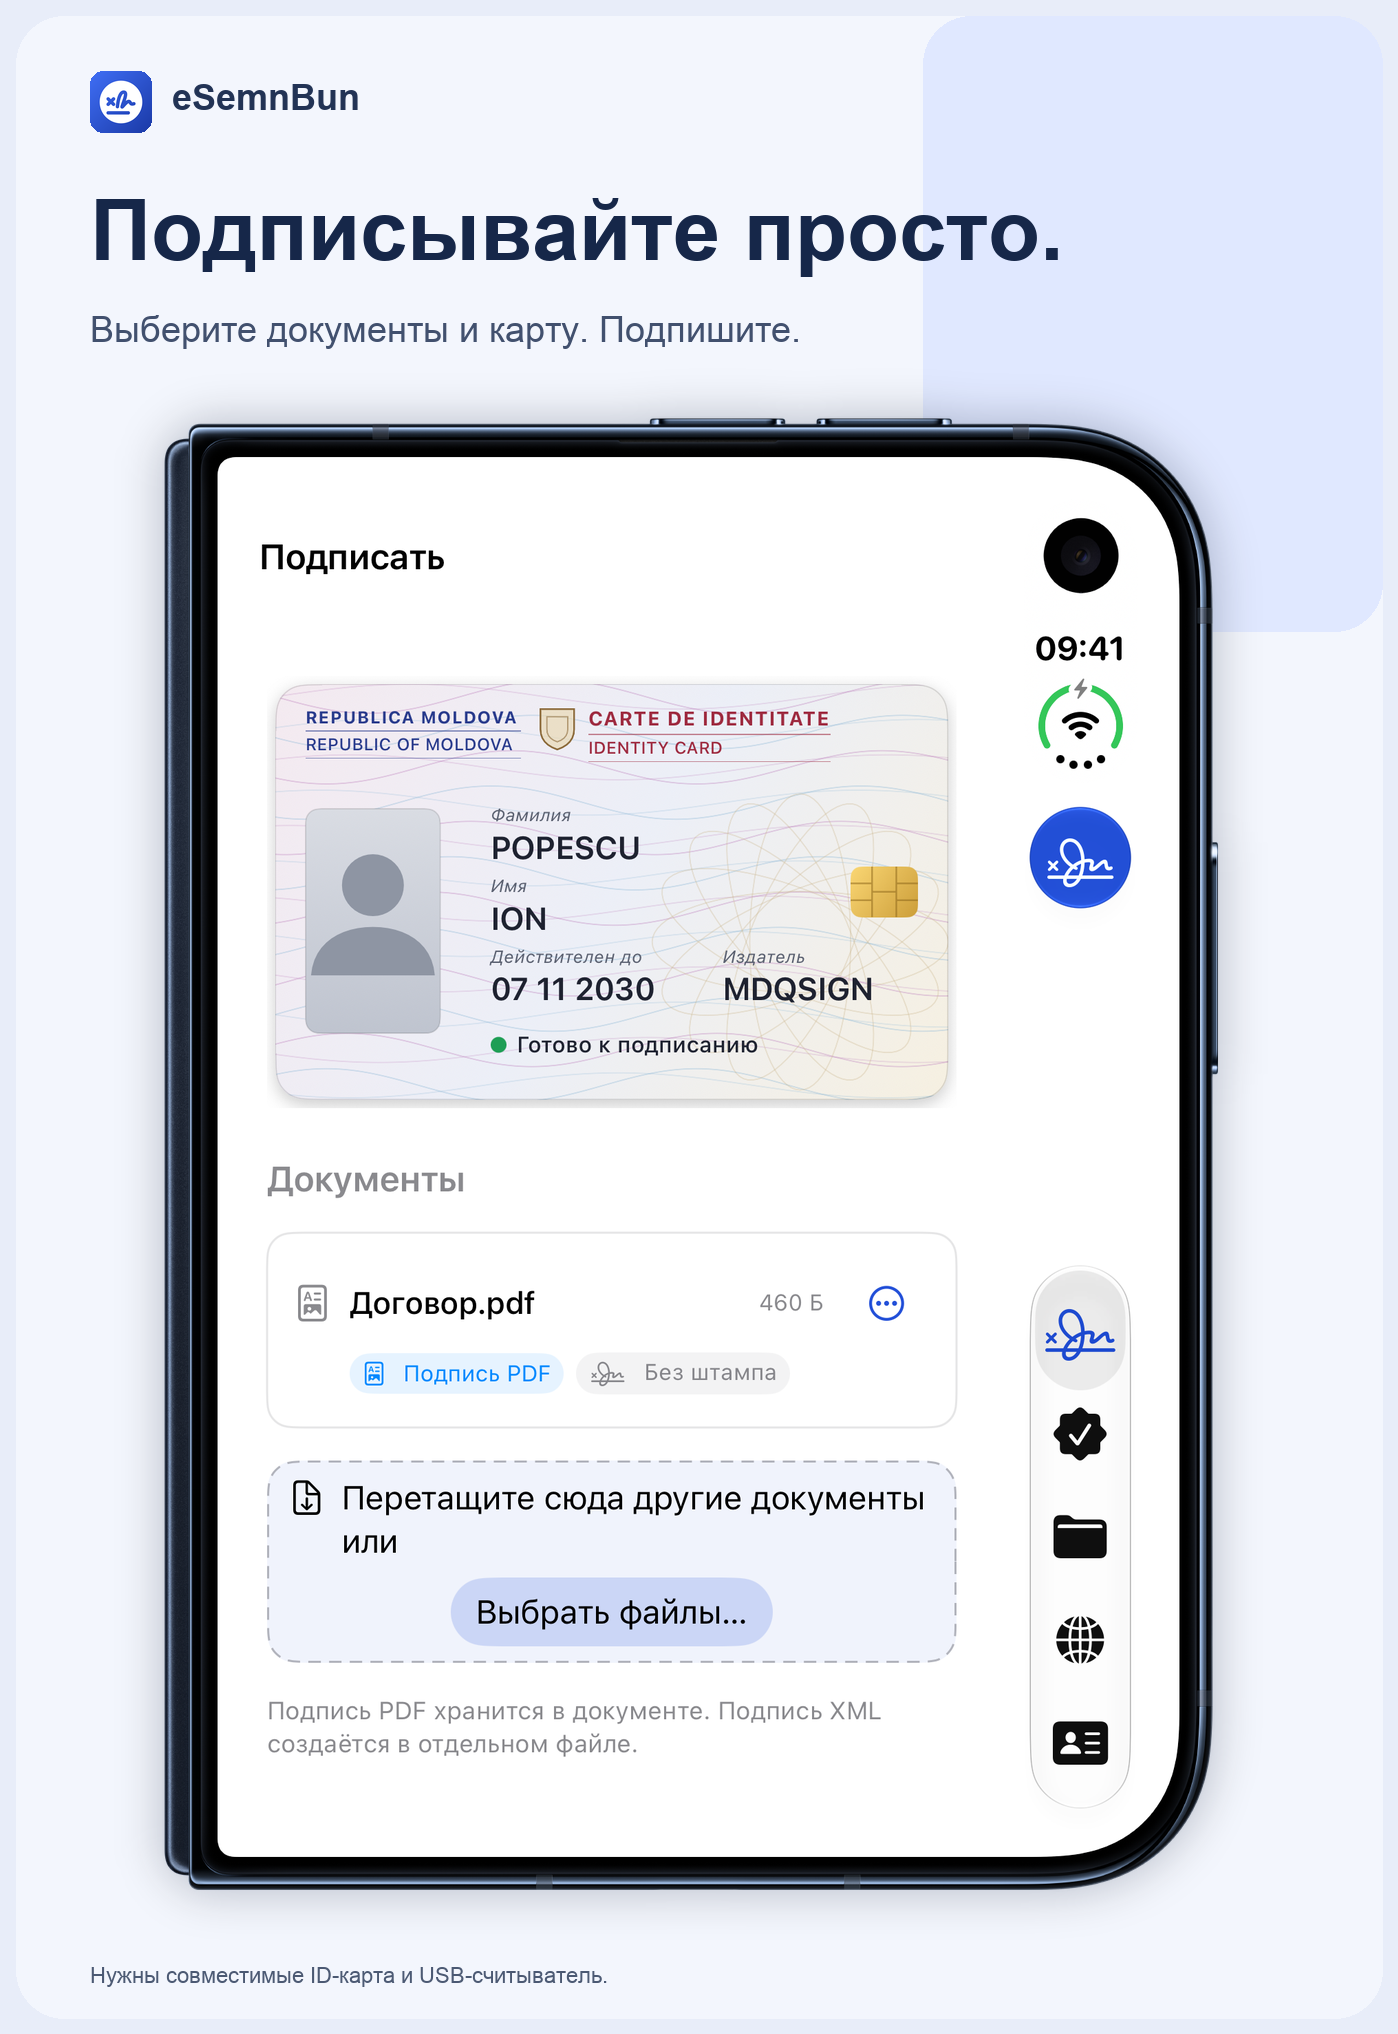 eSemnBun
Подписывайте просто.
Выберите документы и карту. Подпишите.
Подписать
09:41
REPUBLICA MOLDOVA
REPUBLIC OF MOLDOVA
CARTE DE IDENTITATE
IDENTITY CARD
Фамилия
POPESCU
Имя
ION
Действителен до
07 11 2030
Издатель
MDQSIGN
Готово к подписанию
Документы
Договор.pdf
460 Б
Подпись PDF
Без штампа
Перетащите сюда другие документы
или
Выбрать файлы...
Подпись PDF хранится в документе. Подпись XML
создаётся в отдельном файле.
Нужны совместимые ID-карта и USB-считыватель.